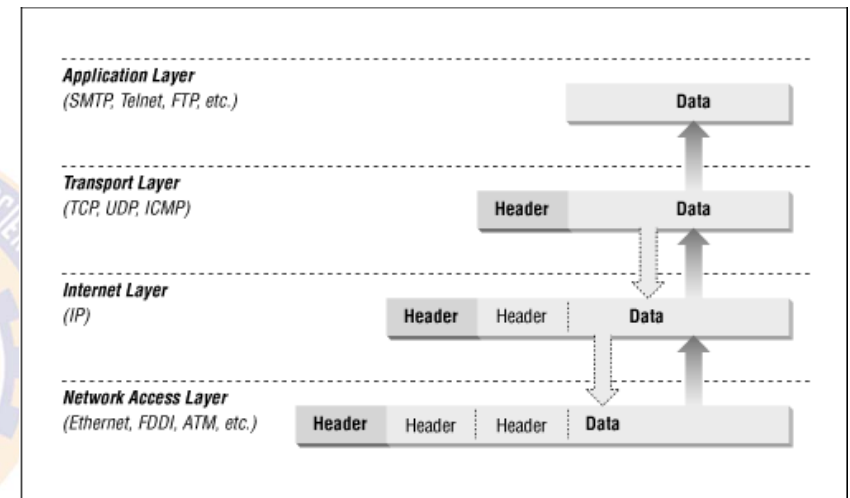 Application Layer
(SMTP, Telnet, FTP, etc.)
Data
Transport Layer
(TCP, UDP, ICMP)
Header Data
Internet Layer
(IP)
Header Header Data
Network Access Layer
(Ethernet, FDDI, ATM, etc.)
Header Header Header Data